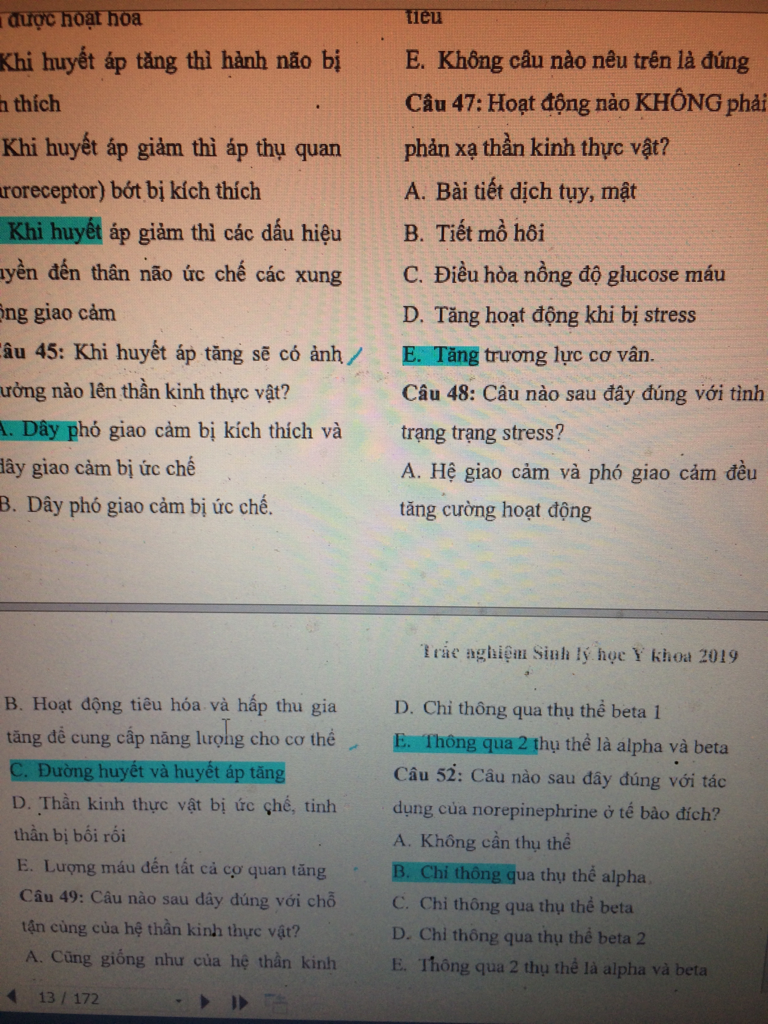 được hoạt hóa
Khi huyết áp tăng thì hành não bị
h thích
Khi huyết áp giảm thì áp thụ quan
aroreceptor) bớt bị kích thích
Khi huyết áp giảm thì các dấu hiệu
uyền đến thân não ức chế các xung
ộng giao cảm
Câu 45: Khi huyết áp tăng sẽ có ảnh
ưởng nào lên thần kinh thực vật?
A. Dây phó giao cảm bị kích thích và
dây giao cảm bị ức chế
B. Dây phó giao cảm bị ức chế.
tiểu
E. Không câu nào nêu trên là đúng
Câu 47: Hoạt động nào KHÔNG phải
phản xạ thần kinh thực vật?
A. Bài tiết dịch tụy, mật
B. Tiết mồ hôi
C. Điều hòa nồng độ glucose máu
D. Tăng hoạt động khi bị stress
E. Tăng trương lực cơ vân.
Câu 48: Câu nào sau đây đúng với tình
trạng trạng stress?
A. Hệ giao cảm và phó giao cảm đều
tăng cường hoạt động
Trắc nghiệm Sinh lý học Y khoa 2019
B. Hoạt động tiêu hóa và hấp thu gia
tăng để cung cấp năng lượng cho cơ thể
C. Đường huyết và huyết áp tăng
D. Thần kinh thực vật bị ức chế, tinh
thần bị bối rối
E. Lượng máu đến tất cả cơ quan tăng
Câu 49: Câu nào sau đây đúng với chỗ
tận cùng của hệ thần kinh thực vật?
A. Cũng giống như của hệ thần kinh
D. Chỉ thông qua thụ thể beta 1
E. Thông qua 2 thụ thể là alpha và beta
Câu 52: Câu nào sau đây đúng với tác
dụng của norepinephrine ở tế bào đích?
A. Không cần thụ thể
B. Chỉ thông qua thụ thể alpha
C. Chỉ thông qua thụ thể beta
D. Chỉ thông qua thụ thể beta 2
E. Thông qua 2 thụ thể là alpha và beta
13 / 172